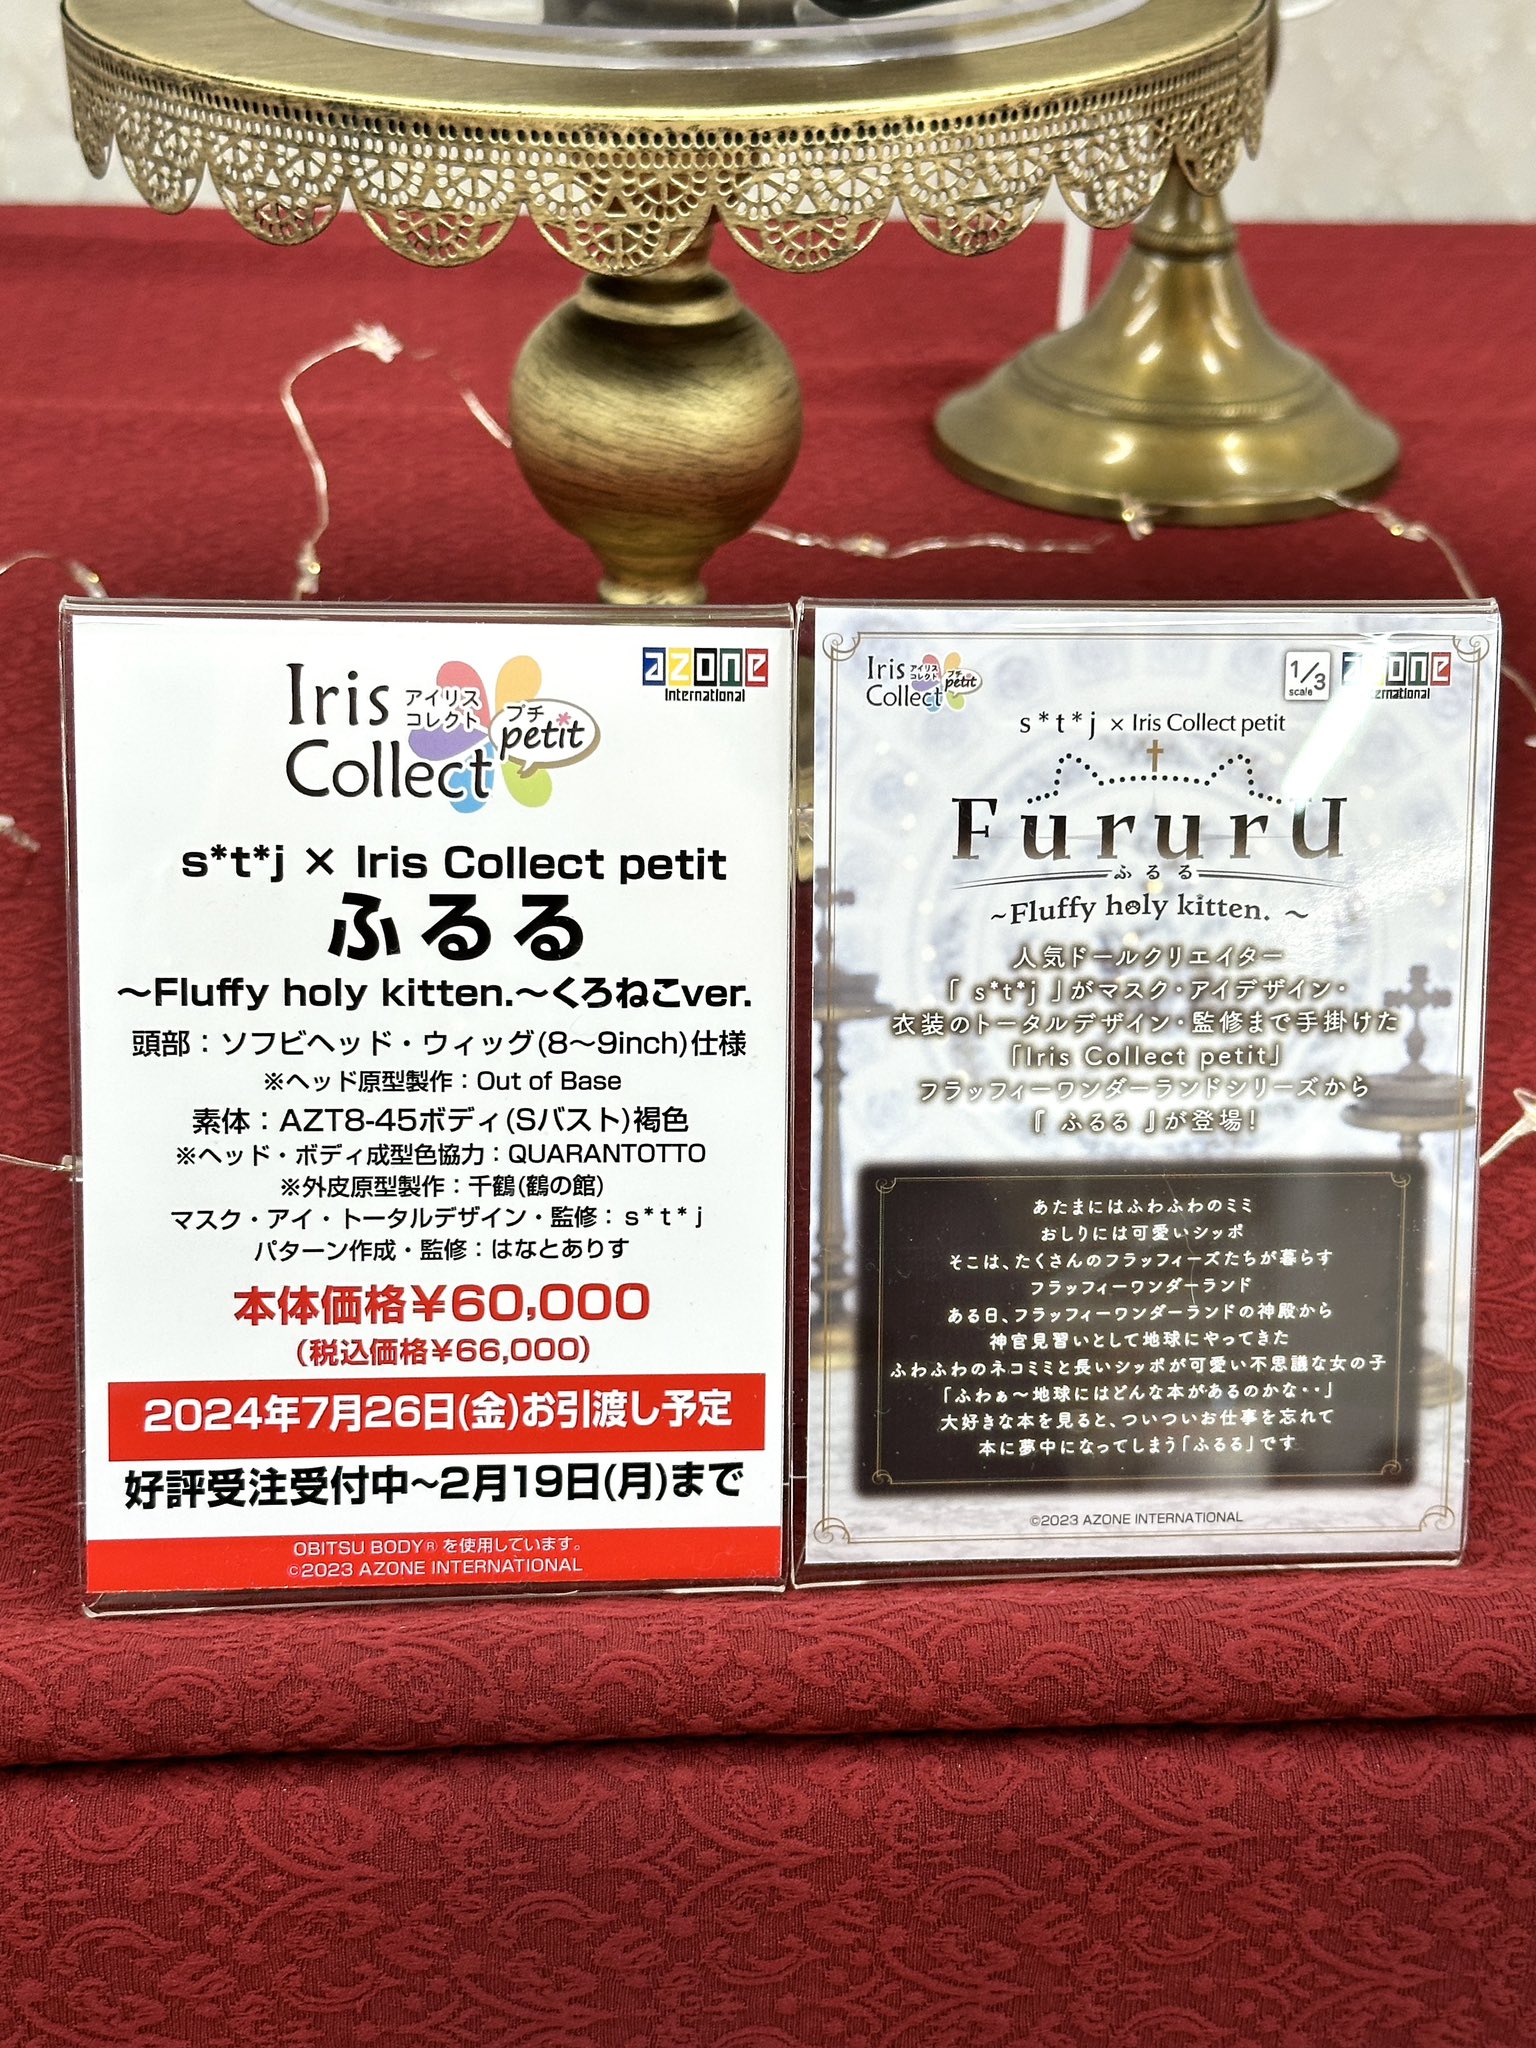 Iris
アイリス
コレクト
プチ
petit
Collect
azone
International
s*t*j × Iris Collect petit
ふるる
～Fluffy holy kitten.～くろねこver.
頭部：ソフビヘッド・ウィッグ(8～9inch)仕様
※ヘッド原型製作：Out of Base
素体：AZT8-45ボディ(Sバスト)褐色
※ヘッド・ボディ成型色協力：QUARANTOTTO
※外皮原型製作：千鶴(鶴の館)
マスク・アイ・トータルデザイン・監修：s*t*j
パターン作成・監修：はなとありす
本体価格¥60,000
(税込価格¥66,000)
2024年7月26日(金)お引渡し予定
好評受注受付中～2月19日(月)まで
OBITSU BODY® を使用しています。
©2023 AZONE INTERNATIONAL
Iris
アイリス
コレクト
プチ
petit
Collect
1/3
scale
azone
International
s*t*j × Iris Collect petit
FururU
ふるる
～Fluffy holy kitten. ～
人気ドールクリエイター
「 s*t*j 」がマスク・アイデザイン・
衣装のトータルデザイン・監修まで手掛けた
「Iris Collect petit」
フラッフィーワンダーランドシリーズから
『 ふるる 』が登場！
あたまにはふわふわのミミ
おしりには可愛いシッポ
そこは、たくさんのフラッフィーズたちが暮らす
フラッフィーワンダーランド
ある日、フラッフィーワンダーランドの神殿から
神官見習いとして地球にやってきた
ふわふわのネコミミと長いシッポが可愛い不思議な女の子
「ふわぁ～地球にはどんな本があるのかな・・」
大好きな本を見ると、ついついお仕事を忘れて
本に夢中になってしまう「ふるる」です
©2023 AZONE INTERNATIONAL